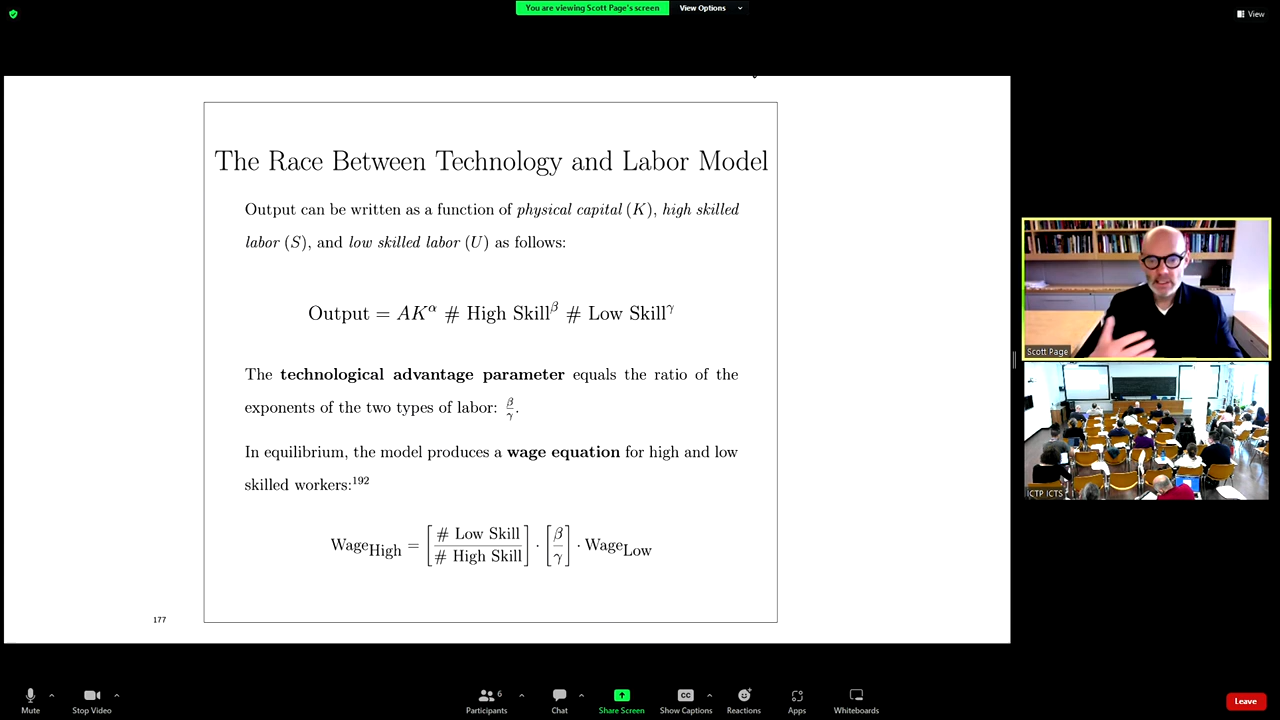 You are viewing Scott Page's screen
View Options
View
The Race Between Technology and Labor Model
Output can be written as a function of physical capital (K), high skilled
labor (S), and low skilled labor (U) as follows:
Output = AK^α # High Skill^β # Low Skill^γ
The technological advantage parameter equals the ratio of the
exponents of the two types of labor: β/γ.
In equilibrium, the model produces a wage equation for high and low
skilled workers:^192
Wage_High = [# Low Skill / # High Skill] · [β/γ] · Wage_Low
177
Scott Page
ICTP ICTS
Mute
Stop Video
6
Participants
Chat
Share Screen
CC
Show Captions
Reactions
Apps
Whiteboards
Leave